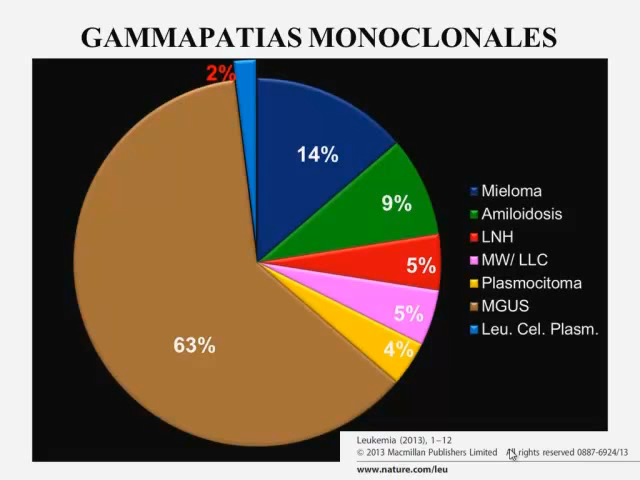 GAMMAPATIAS MONOCLONALES
2%
14%
9%
5%
5%
4%
63%
Mieloma
Amiloidosis
LNH
MW/ LLC
Plasmocitoma
MGUS
Leu. Cel. Plasm.
Leukemia (2013), 1–12
© 2013 Macmillan Publishers Limited All rights reserved 0887-6924/13
www.nature.com/leu